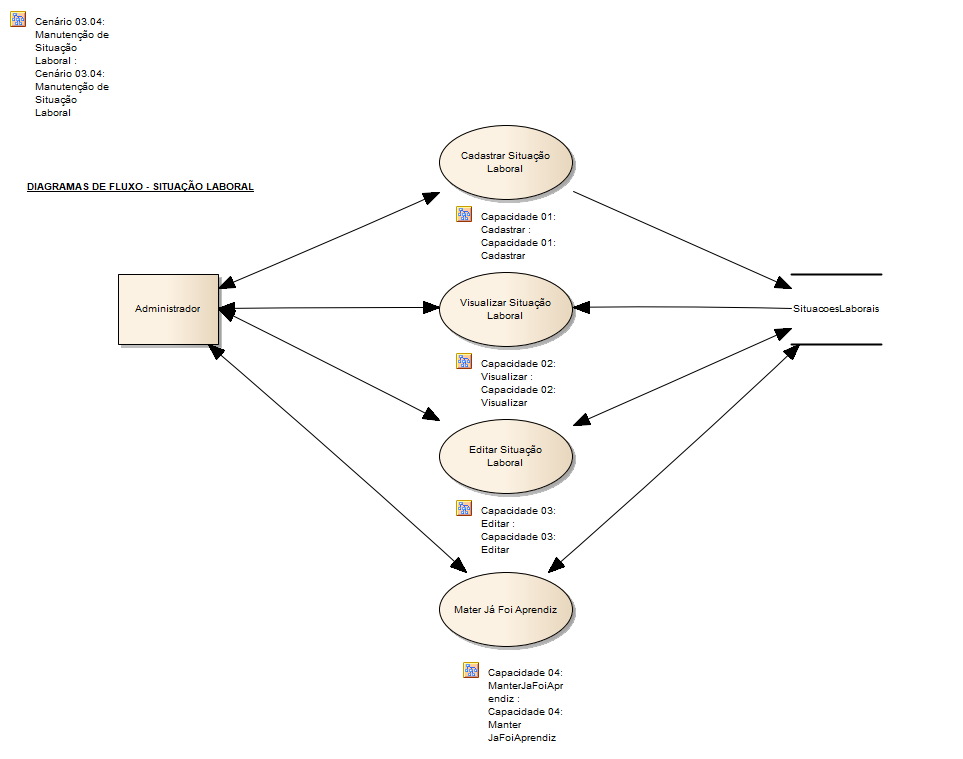 Cenário 03.04:
Manutenção de
Situação
Laboral :
Cenário 03.04:
Manutenção de
Situação
Laboral
DIAGRAMAS DE FLUXO - SITUAÇÃO LABORAL
Cadastrar Situação
Laboral
Capacidade 01:
Cadastrar :
Capacidade 01:
Cadastrar
Administrador
Visualizar Situação
Laboral
SituacoesLaborais
Capacidade 02:
Visualizar :
Capacidade 02:
Visualizar
Editar Situação
Laboral
Capacidade 03:
Editar :
Capacidade 03:
Editar
Mater Já Foi Aprendiz
Capacidade 04:
ManterJaFoiApr
endiz :
Capacidade 04:
Manter
JaFoiAprendiz